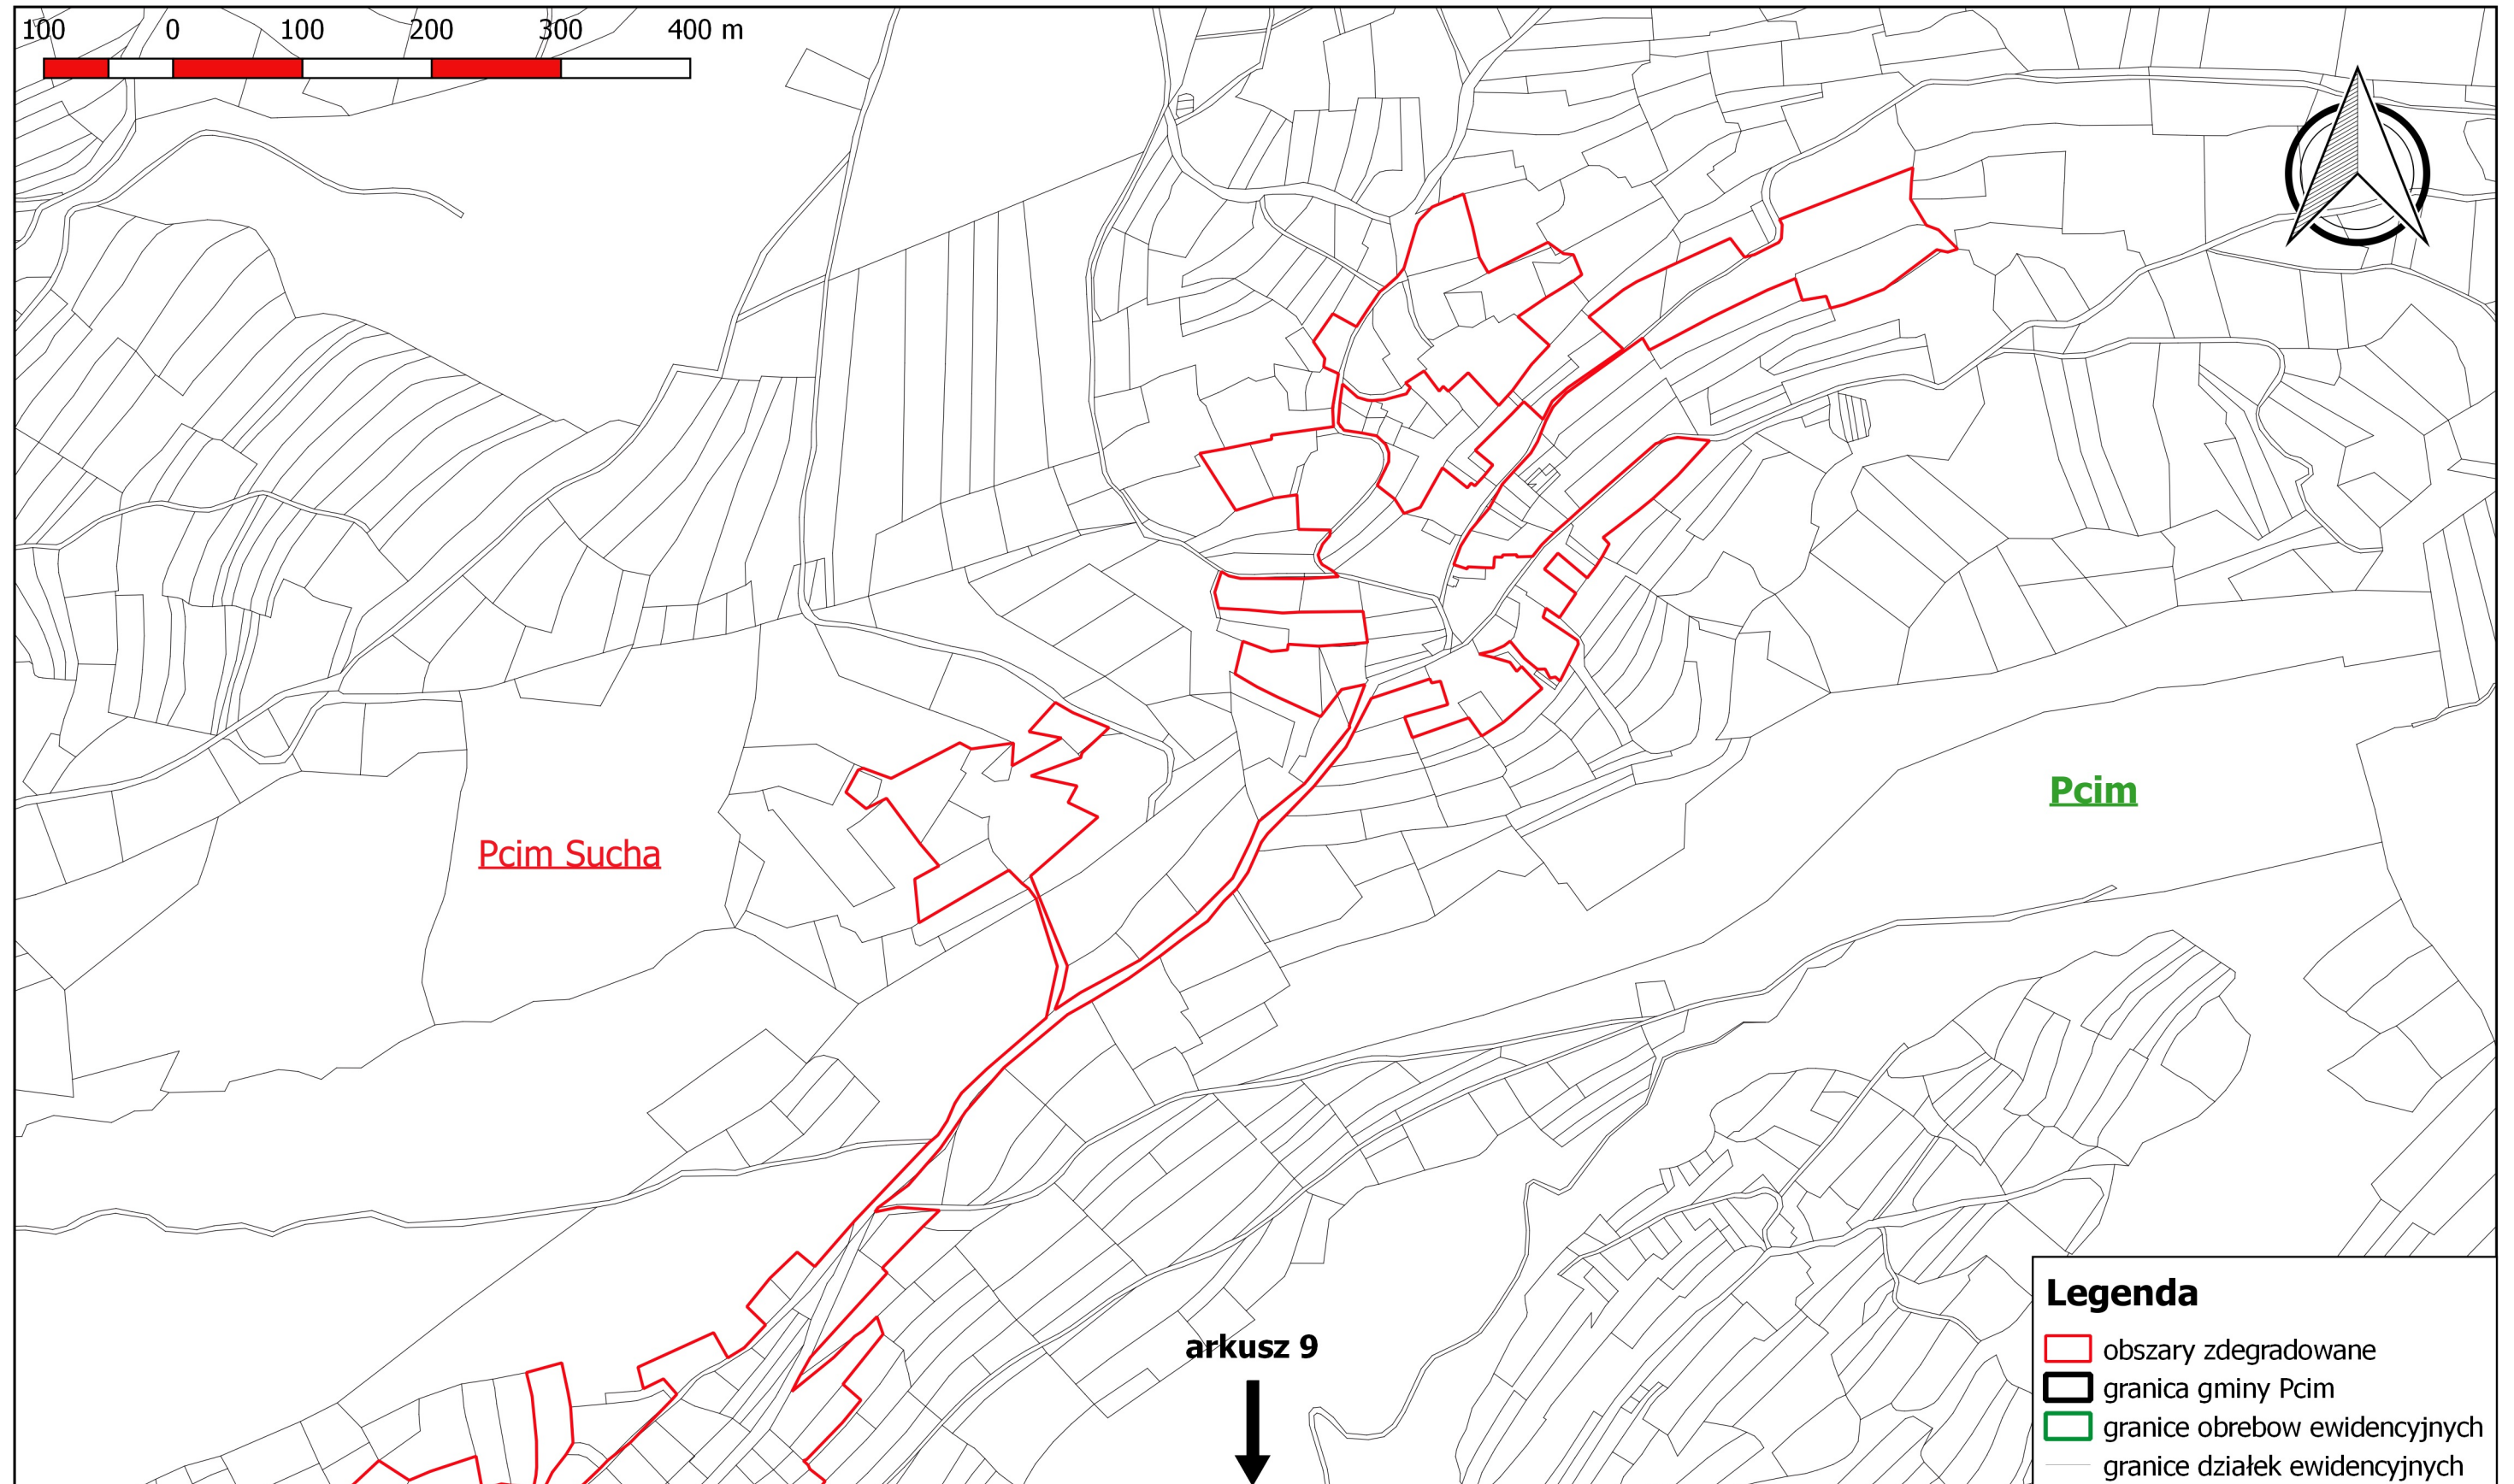 100 0 100 200 300 400 m
Pcim
Pcim Sucha
arkusz 9
Legenda
obszary zdegradowane
granica gminy Pcim
granice obrebow ewidencyjnych
granice działek ewidencyjnych